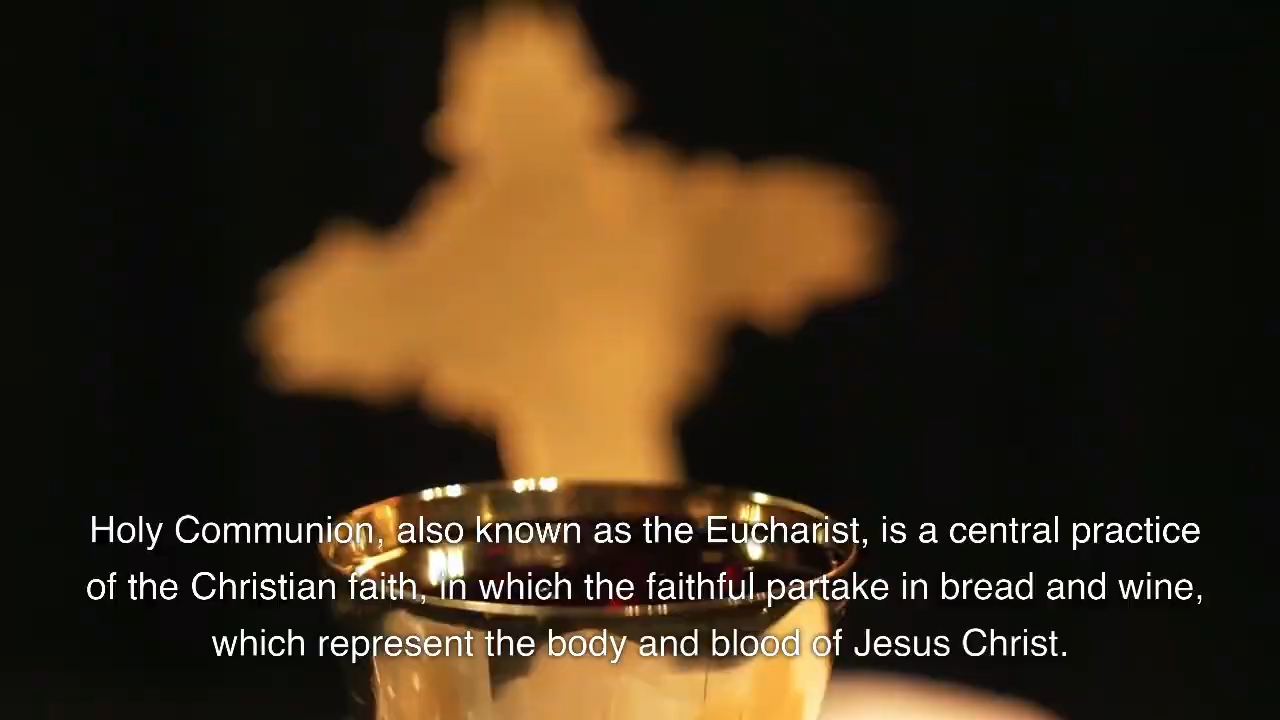 Holy Communion, also known as the Eucharist, is a central practice
of the Christian faith, in which the faithful partake in bread and wine,
which represent the body and blood of Jesus Christ.